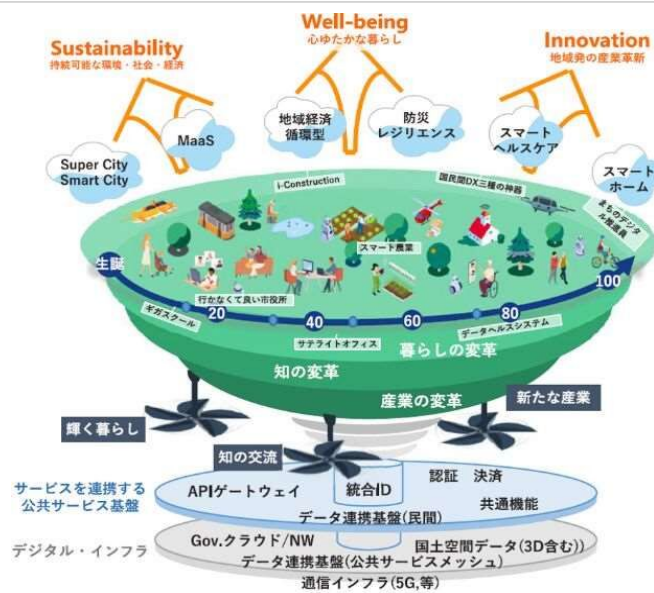 Well-being
心ゆたかな暮らし
Sustainability
持続可能な環境・社会・経済
Innovation
地域発の産業革新
Super City
Smart City
MaaS
地域経済
循環型
防災
レジリエンス
スマート
ヘルスケア
スマート
ホーム
i-Construction
国民間DX三種の神器
まちのデジタル推進員
スマート農業
行かなくて良い市役所
生誕
20
40
60
80
100
ギガスクール
サテライトオフィス
データヘルスシステム
暮らしの変革
知の変革
産業の変革
輝く暮らし
知の交流
新たな産業
サービスを連携する
公共サービス基盤
APIゲートウェイ
統合ID
認証 決済
共通機能
データ連携基盤(民間)
デジタル・インフラ
Gov.クラウド/NW
国土空間データ(3D含む))
データ連携基盤(公共サービスメッシュ)
通信インフラ(5G,等)